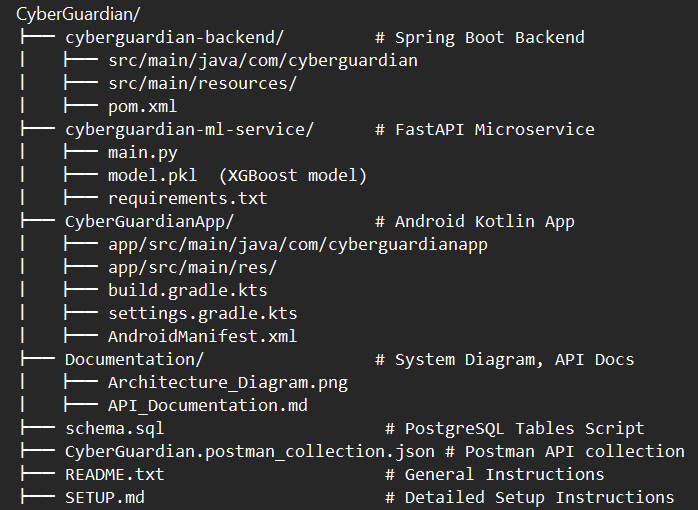 CyberGuardian/
├── cyberguardian-backend/         # Spring Boot Backend
│   ├── src/main/java/com/cyberguardian
│   ├── src/main/resources/
│   ├── pom.xml
├── cyberguardian-ml-service/      # FastAPI Microservice
│   ├── main.py
│   ├── model.pkl  (XGBoost model)
│   ├── requirements.txt
├── CyberGuardianApp/              # Android Kotlin App
│   ├── app/src/main/java/com/cyberguardianapp
│   ├── app/src/main/res/
│   ├── build.gradle.kts
│   ├── settings.gradle.kts
│   ├── AndroidManifest.xml
├── Documentation/                 # System Diagram, API Docs
│   ├── Architecture_Diagram.png
│   ├── API_Documentation.md
├── schema.sql                      # PostgreSQL Tables Script
├── CyberGuardian.postman_collection.json # Postman API collection
├── README.txt                      # General Instructions
├── SETUP.md                        # Detailed Setup Instructions